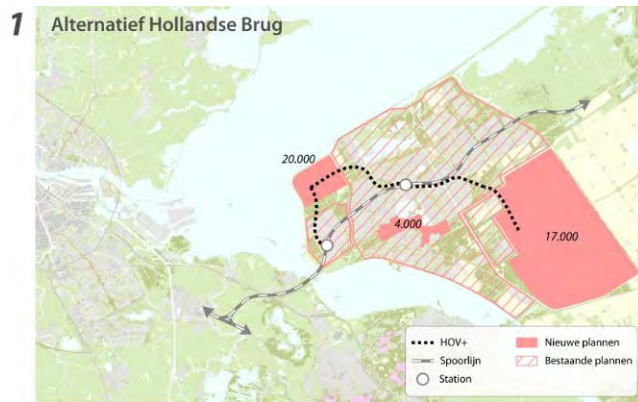 1 Alternatief Hollandse Brug
20.000
4.000
17.000
HOV+
Spoorlijn
Station
Nieuwe plannen
Bestaande plannen